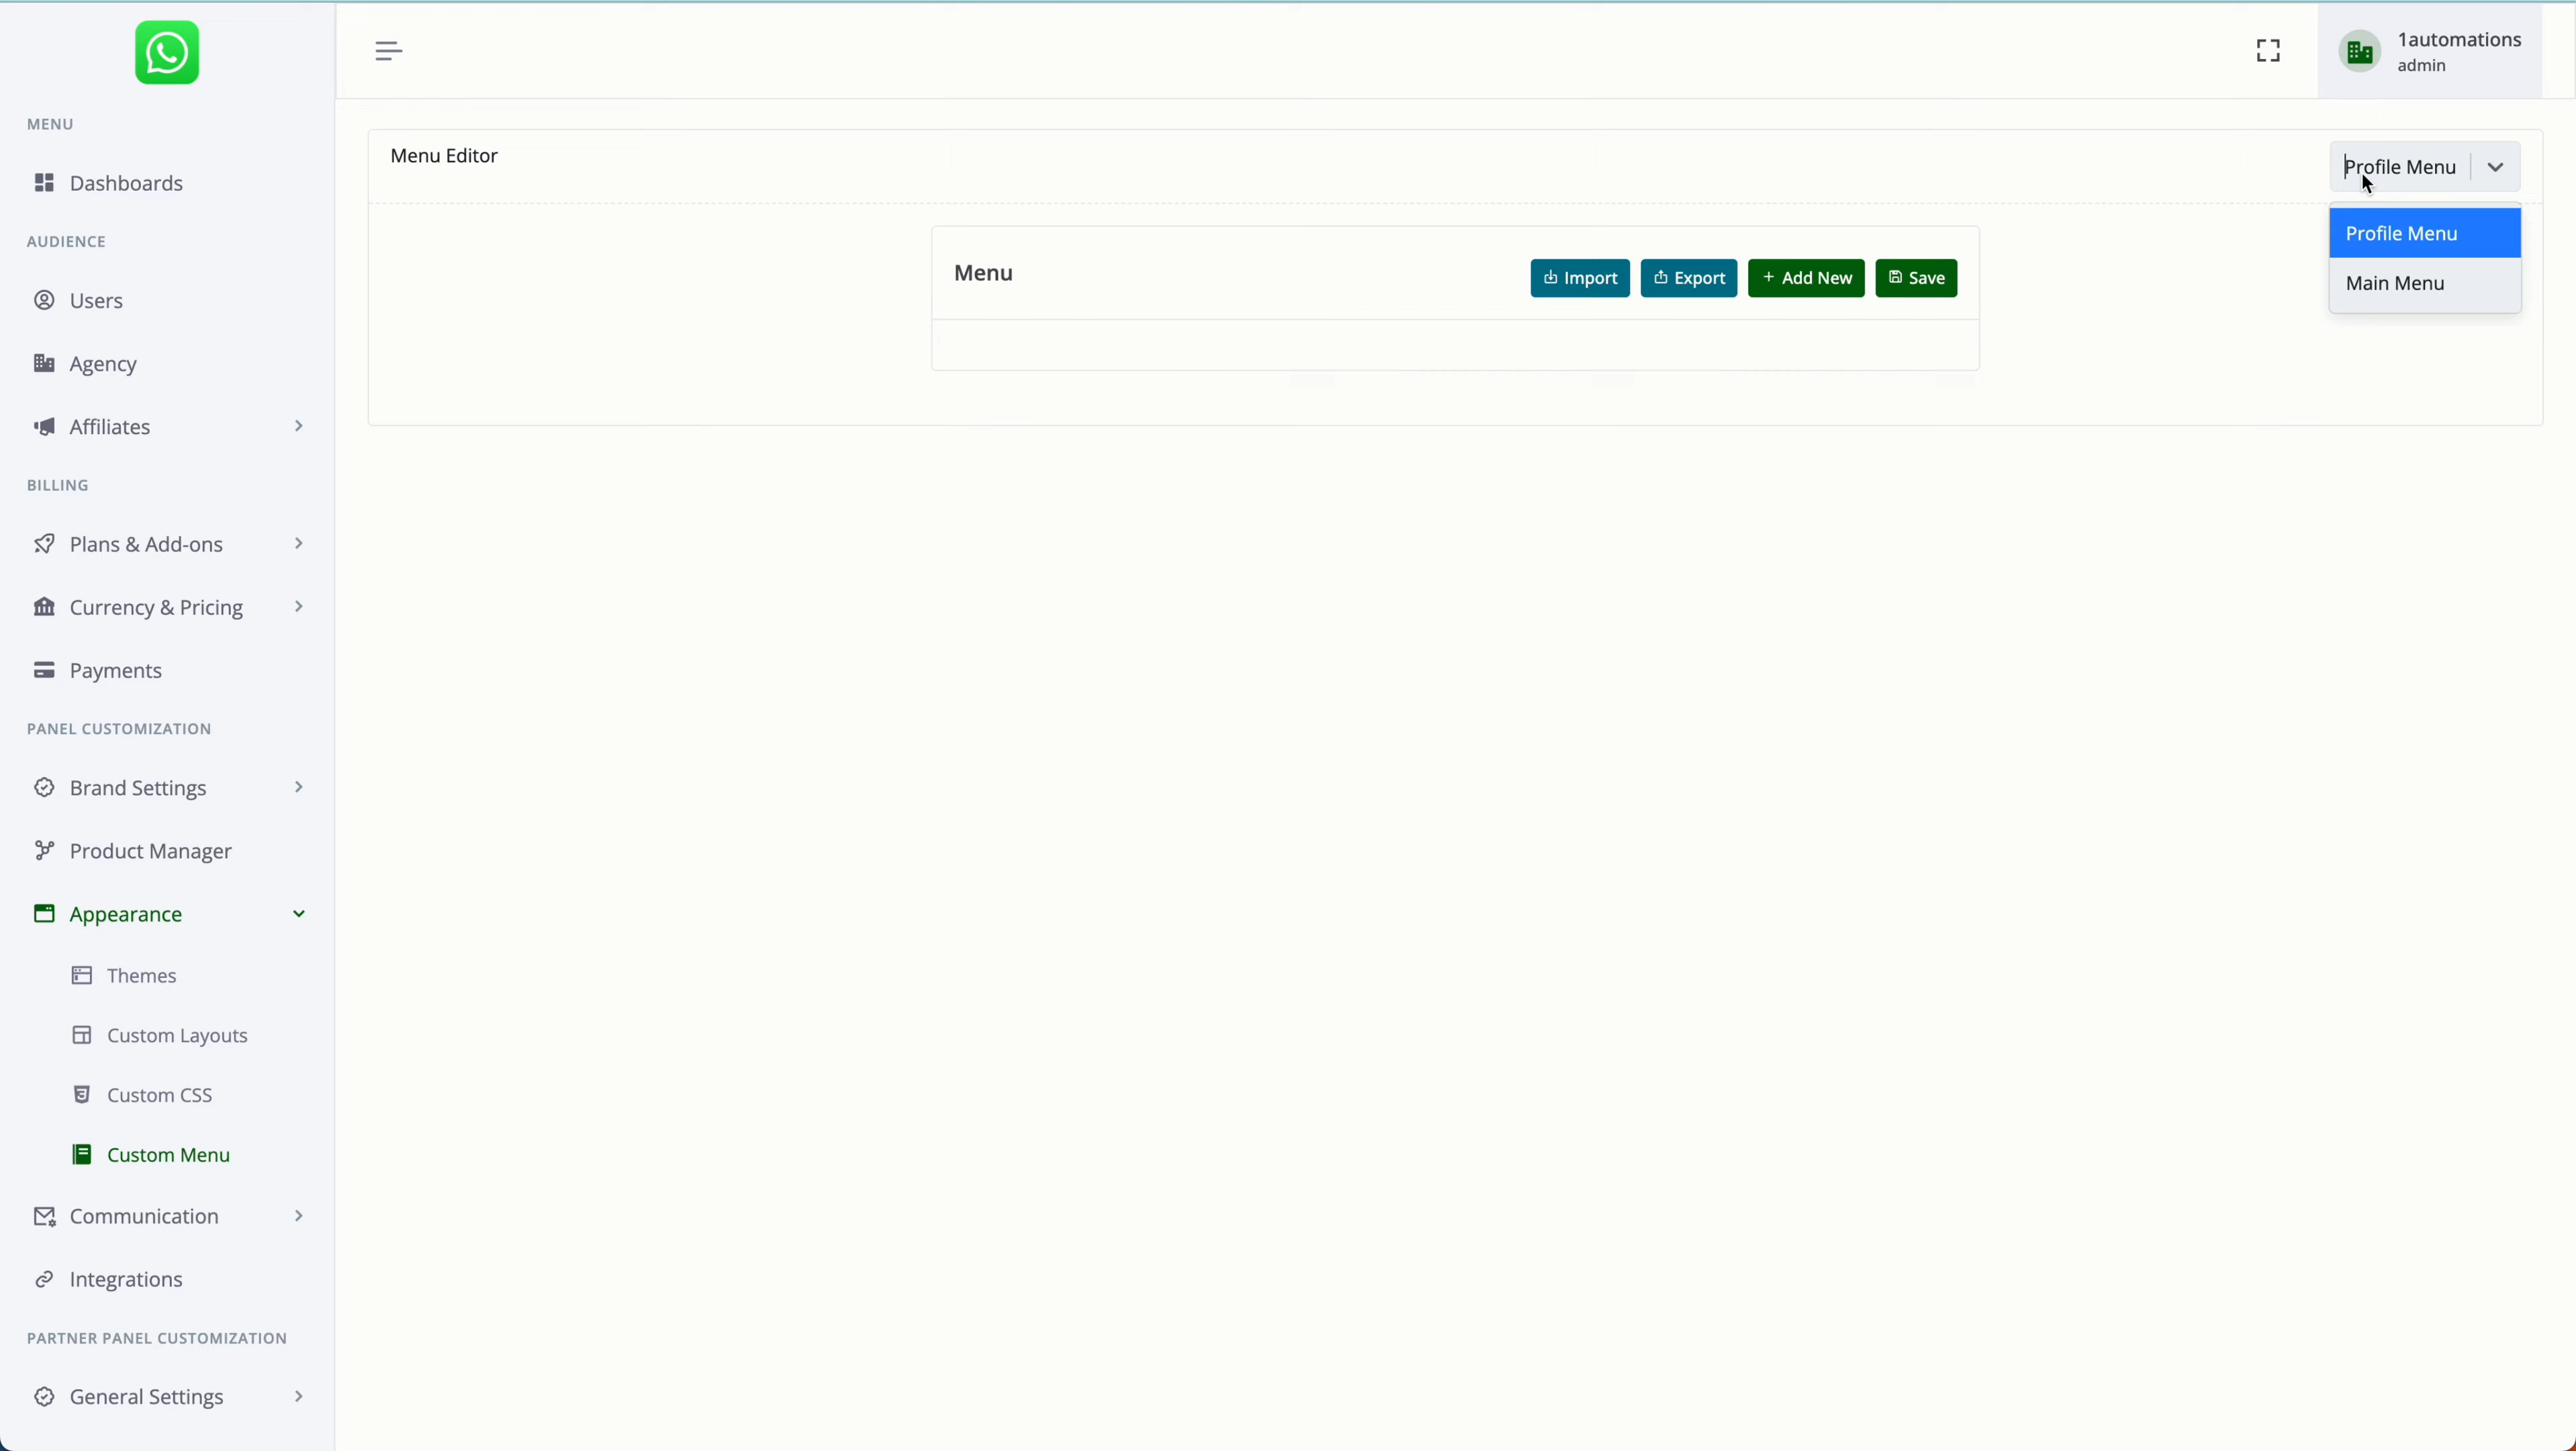 MENU
Dashboards
AUDIENCE
Users
Agency
Affiliates
BILLING
Plans & Add-ons
Currency & Pricing
Payments
PANEL CUSTOMIZATION
Brand Settings
Product Manager
Appearance
Themes
Custom Layouts
Custom CSS
Custom Menu
Communication
Integrations
PARTNER PANEL CUSTOMIZATION
General Settings
1automations
admin
Menu Editor
Profile Menu
Profile Menu
Main Menu
Menu
Import
Export
+ Add New
Save